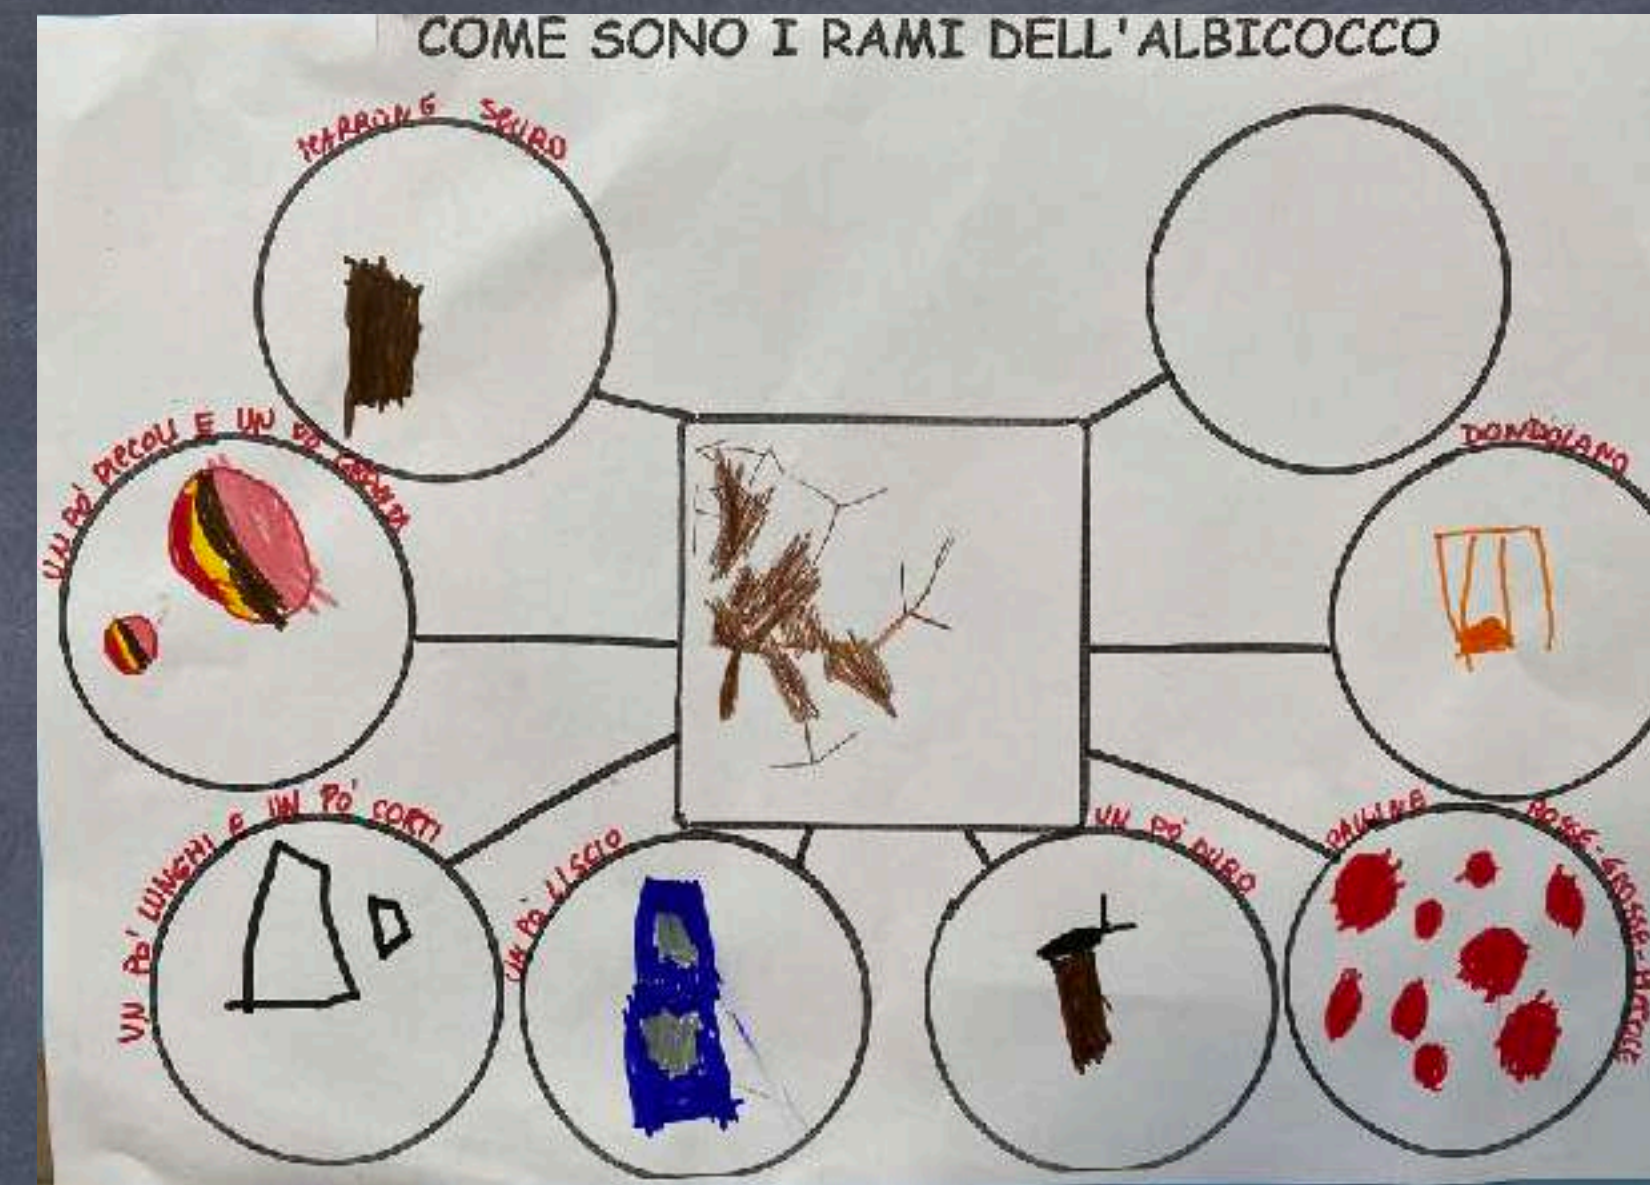 COME SONO I RAMI DELL'ALBICOCCO
MARRONE SCURO
UN PO' PICCOLI E UN PO' GRANDI
DONDOLANO
UN PO' LUNGHI E UN PO' CORTI
UN PO' LISCIO
UN PO' DURO
PALLINE ROSSE-GROSSE-